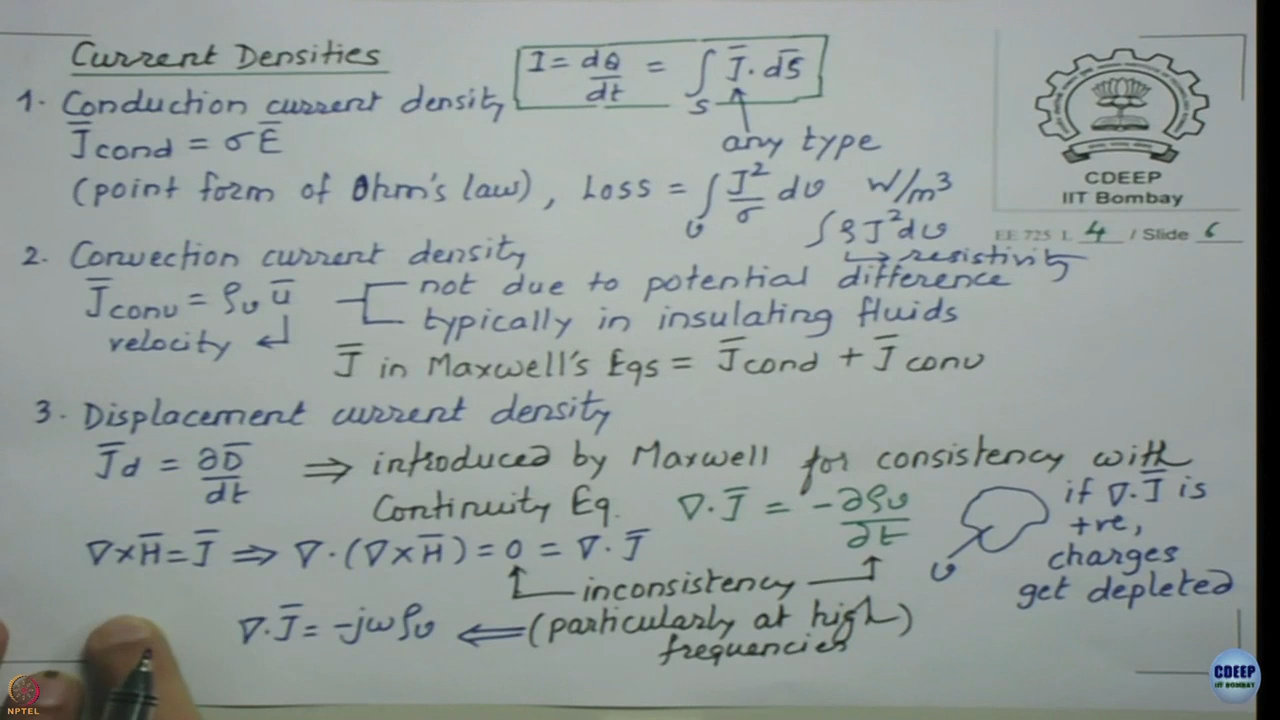 Current Densities
I = dQ/dt = ∫_S J̄ · dS̄
1. Conduction current density
any type
J̄cond = σĒ
(point form of Ohm's law), Loss = ∫_v J²/σ dv W/m³
∫ρJ²dv
↳ resistivity
CDEEP
IIT Bombay
EE 725 L 4 / Slide 6
2. Convection current density
J̄conv = ρv ū
not due to potential difference
typically in insulating fluids
velocity ↵
J̄ in Maxwell's Eqs = J̄cond + J̄conv
3. Displacement current density
J̄d = ∂D̄/dt ⇒ introduced by Maxwell for consistency with
Continuity Eq. ∇·J̄ = -∂ρv/∂t
v
if ∇·J̄ is
+re,
charges
get depleted
∇×H̄ = J̄ ⇒ ∇·(∇×H̄) = 0 = ∇·J̄
inconsistency
∇·J̄ = -jωρv ⇐ (particularly at high
frequencies)
NPTEL
CDEEP
IIT BOMBAY